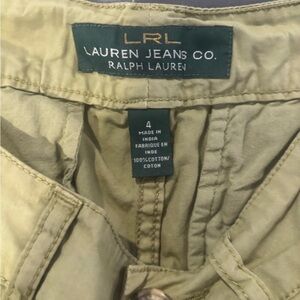 LRL
LAUREN JEANS CO.
RALPH LAUREN
4
MADE IN
INDIA
FABRIQUE EN
INDE
100%COTTON/
COTON